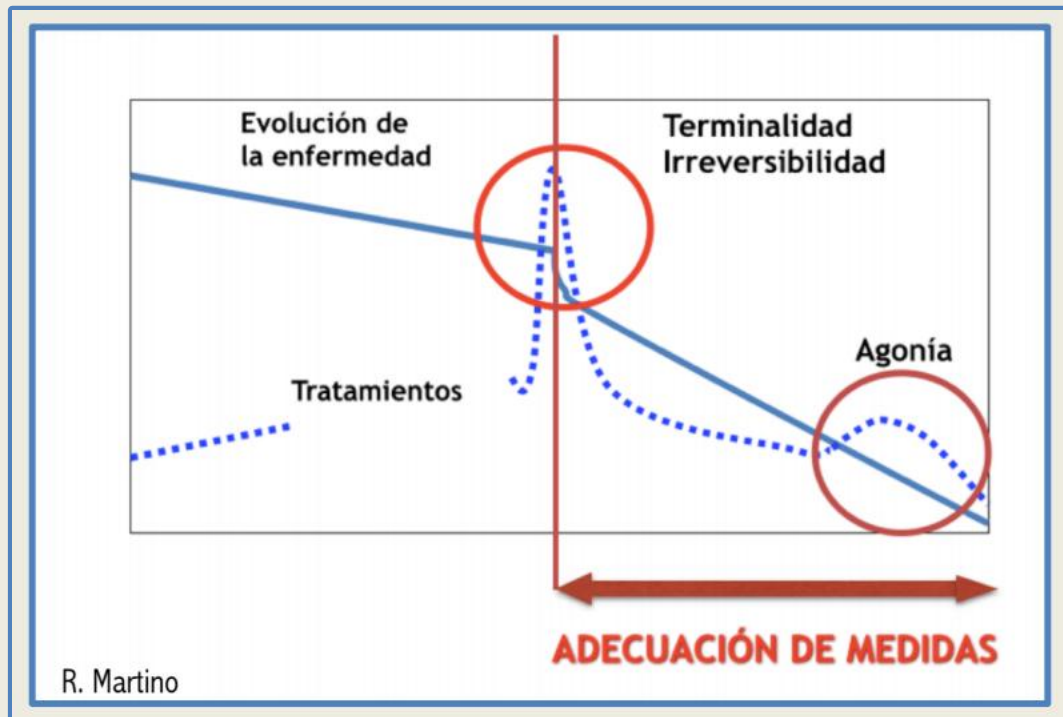 Evolución de
la enfermedad
Terminalidad
Irreversibilidad
Tratamientos
Agonía
ADECUACIÓN DE MEDIDAS
R. Martino